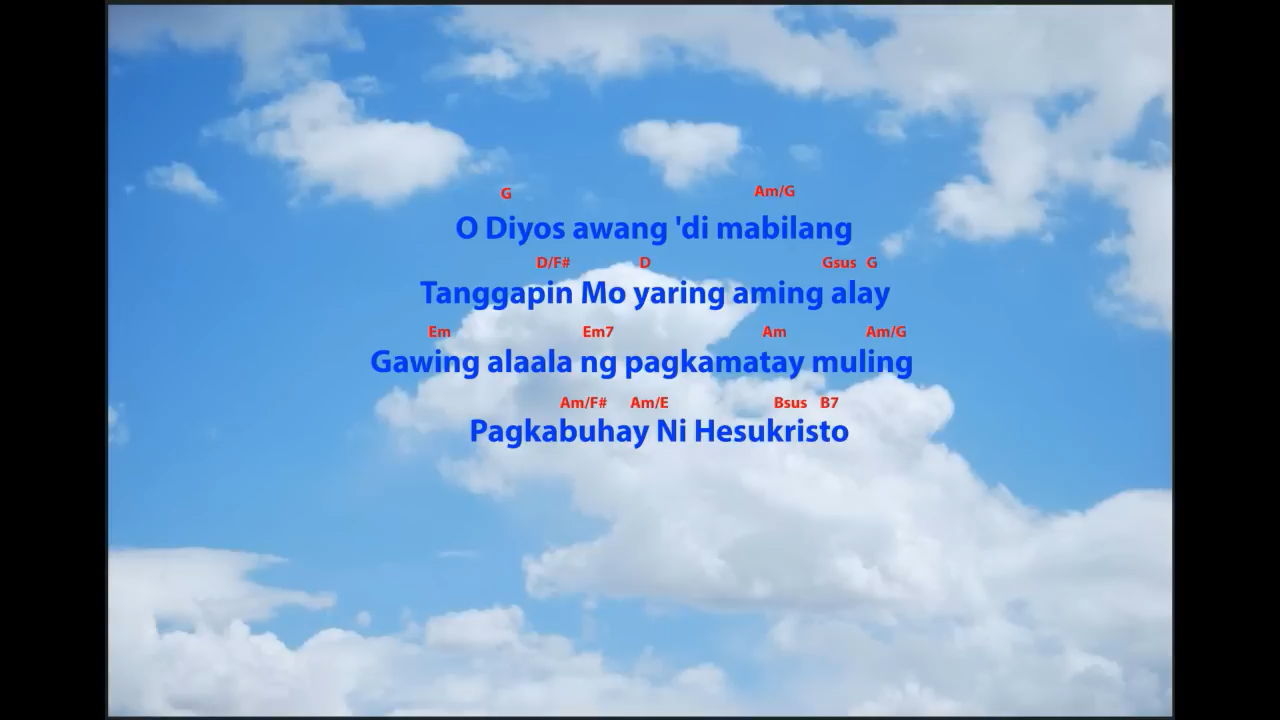 G Am/G
O Diyos awang 'di mabilang
D/F# D Gsus G
Tanggapin Mo yaring aming alay
Em Em7 Am Am/G
Gawing alaala ng pagkamatay muling
Am/F# Am/E Bsus B7
Pagkabuhay Ni Hesukristo